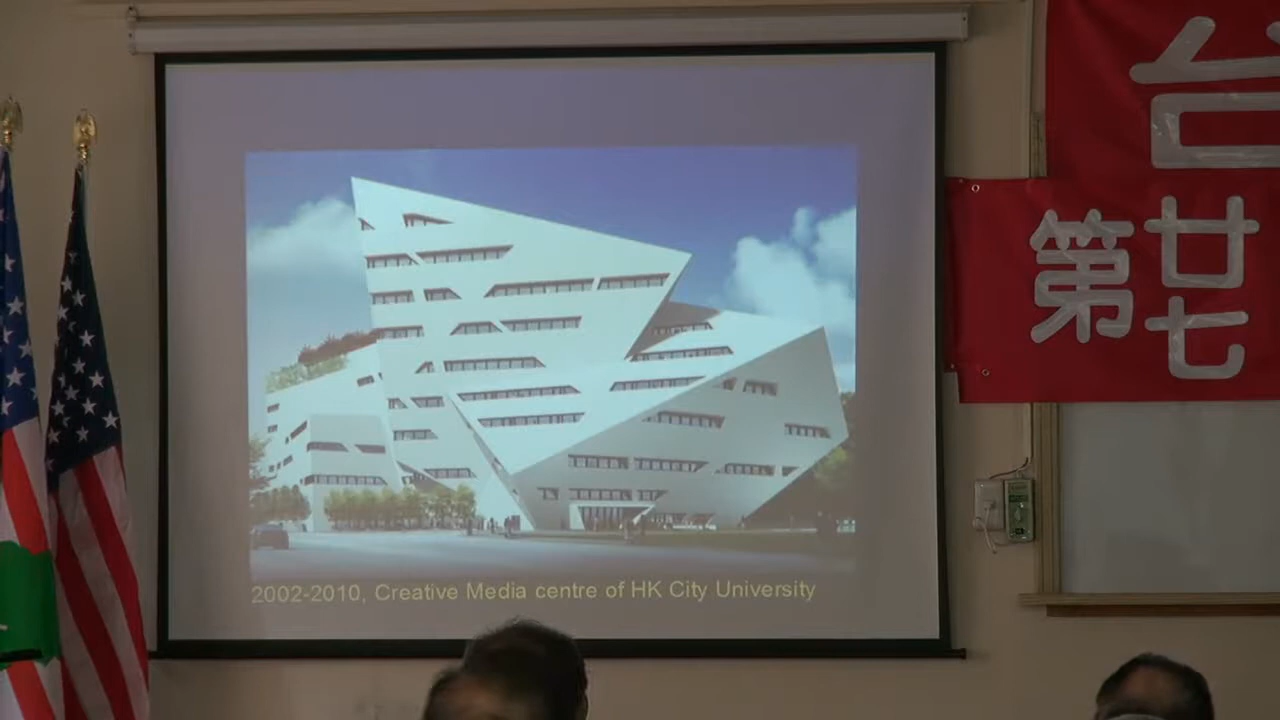 2002-2010, Creative Media centre of HK City University
台
第廿七